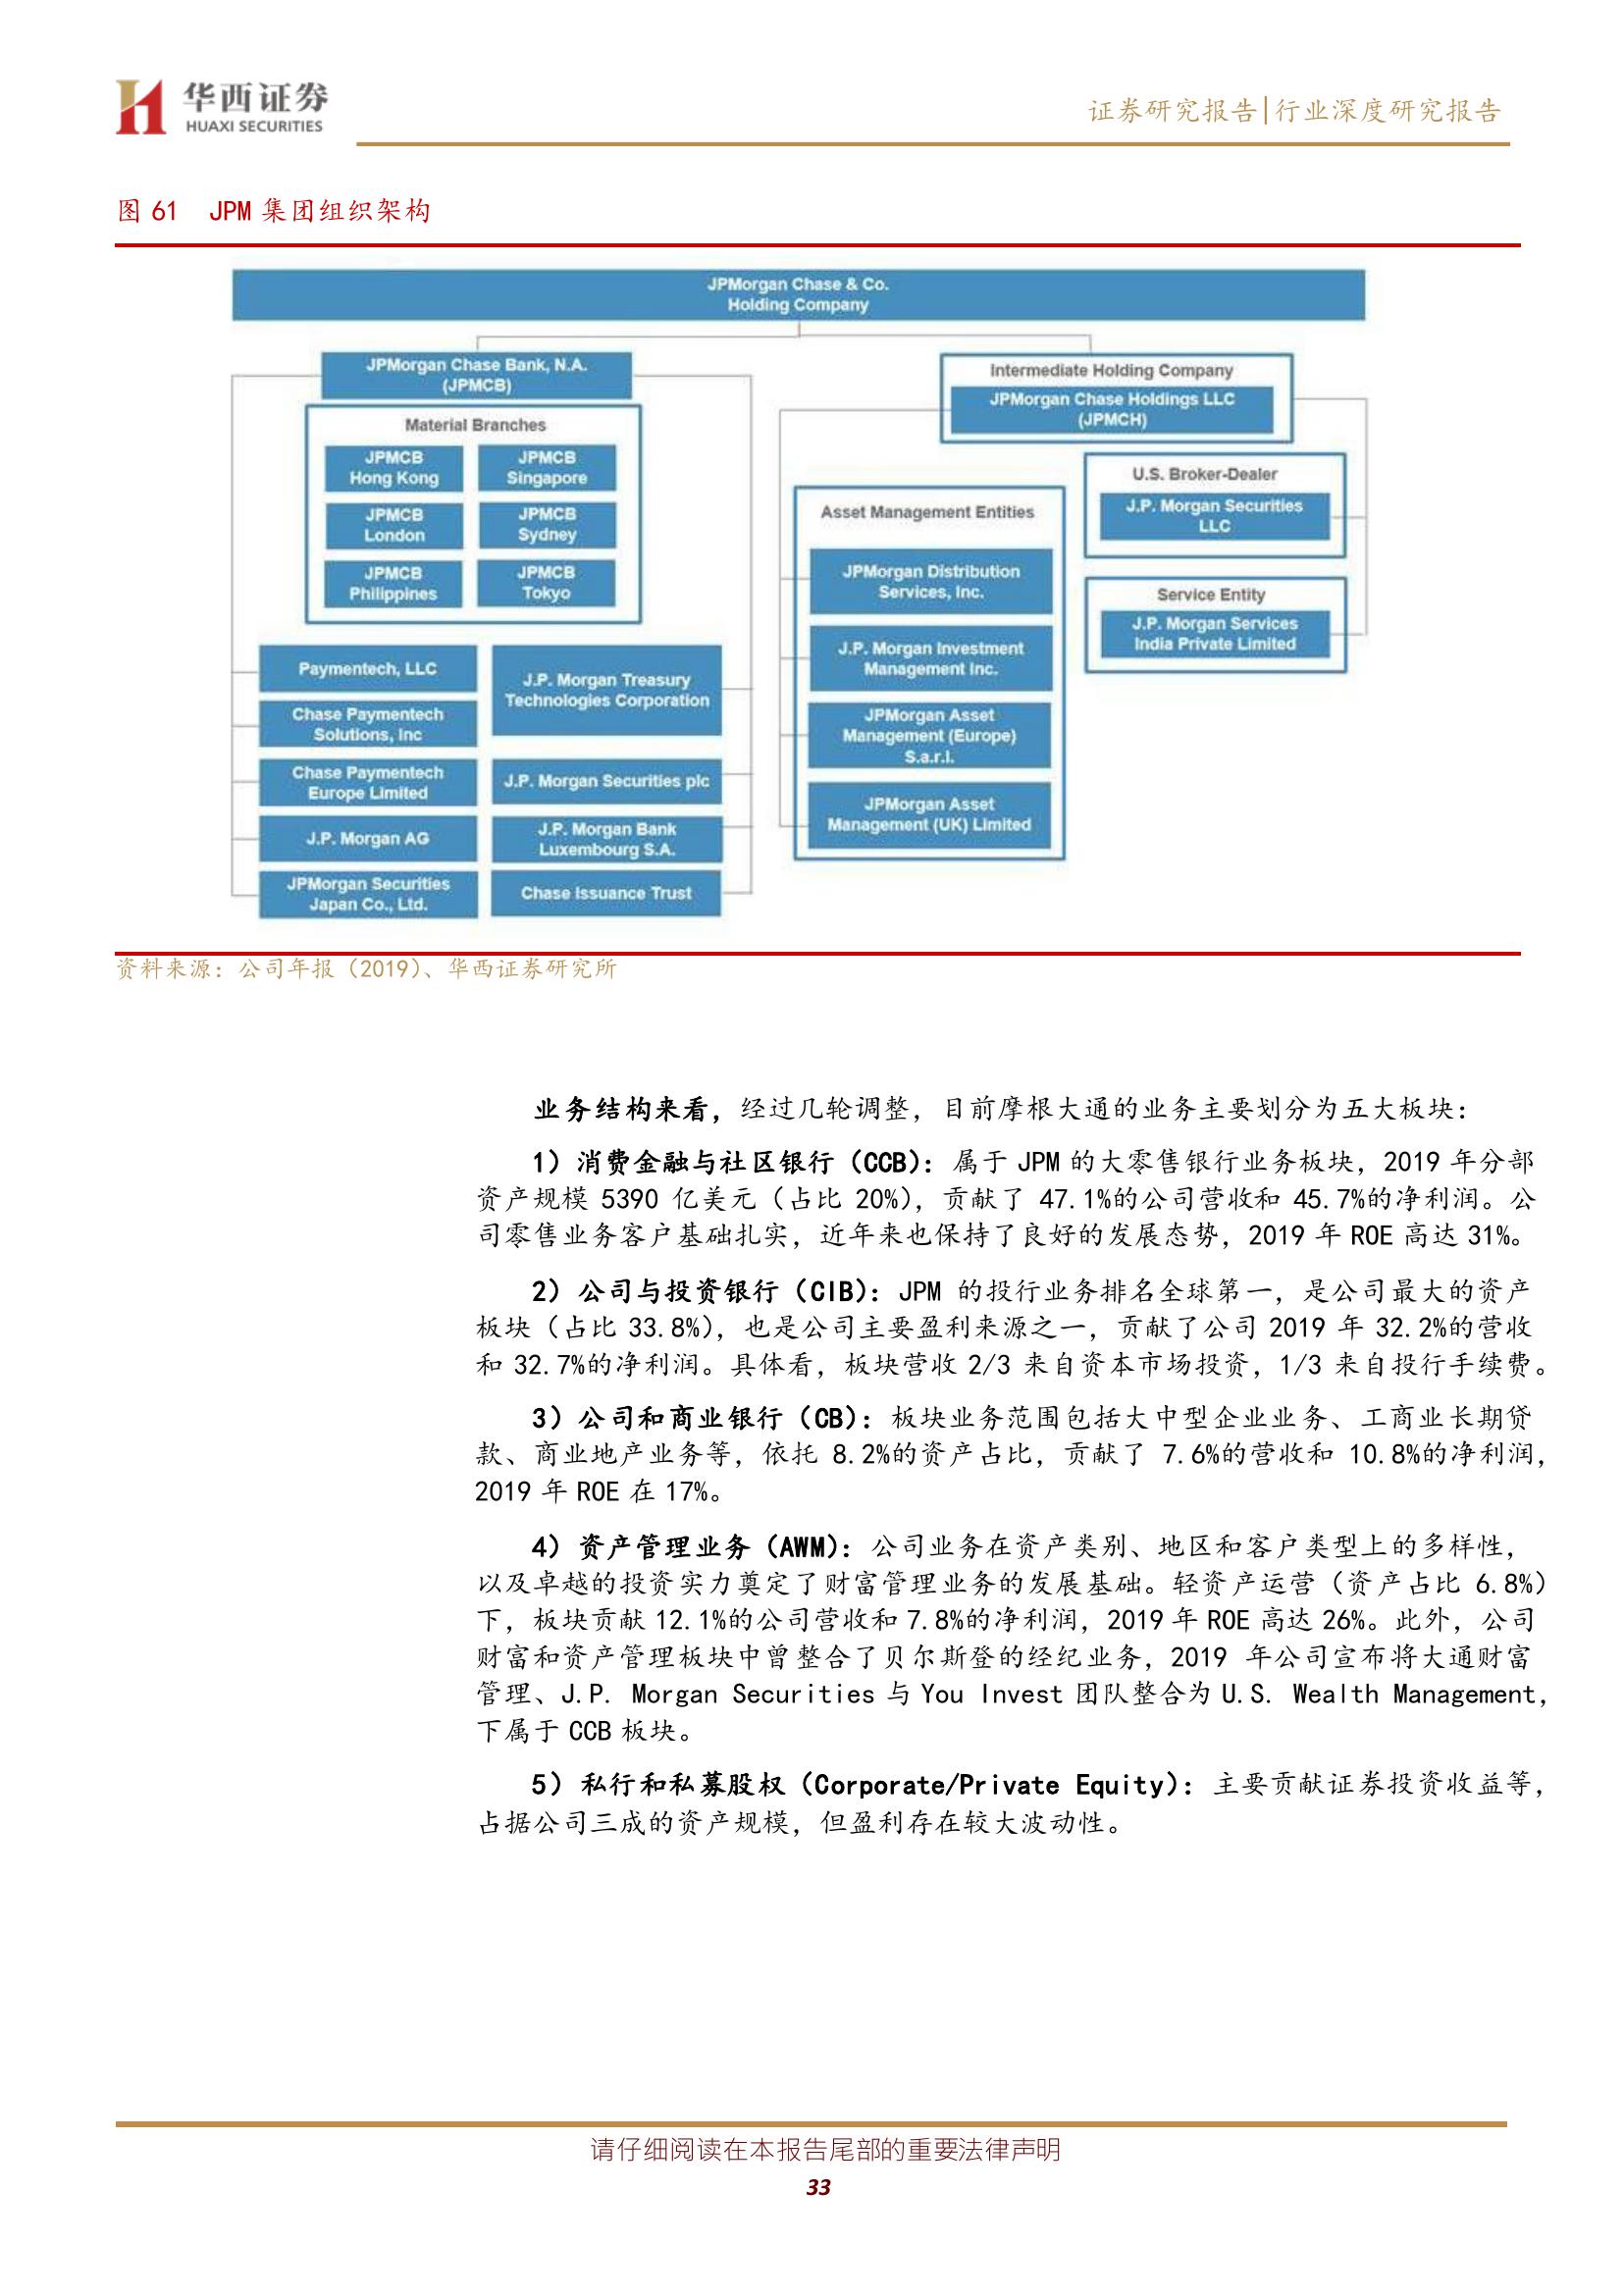 华西证券
HUAXI SECURITIES
证券研究报告|行业深度研究报告
图 61 JPM 集团组织架构
JPMorgan Chase & Co.
Holding Company
JPMorgan Chase Bank, N.A.
(JPMCB)
Material Branches
JPMCB
Hong Kong
JPMCB
Singapore
JPMCB
London
JPMCB
Sydney
JPMCB
Philippines
JPMCB
Tokyo
Paymentech, LLC
Chase Paymentech
Solutions, Inc
Chase Paymentech
Europe Limited
J.P. Morgan AG
JPMorgan Securities
Japan Co., Ltd.
J.P. Morgan Treasury
Technologies Corporation
J.P. Morgan Securities plc
J.P. Morgan Bank
Luxembourg S.A.
Chase Issuance Trust
Intermediate Holding Company
JPMorgan Chase Holdings LLC
(JPMCH)
Asset Management Entities
JPMorgan Distribution
Services, Inc.
J.P. Morgan Investment
Management Inc.
JPMorgan Asset
Management (Europe)
S.a.r.l.
JPMorgan Asset
Management (UK) Limited
U.S. Broker-Dealer
J.P. Morgan Securities
LLC
Service Entity
J.P. Morgan Services
India Private Limited
资料来源：公司年报（2019）、华西证券研究所
业务结构来看，经过几轮调整，目前摩根大通的业务主要划分为五大板块：
1）消费金融与社区银行（CCB）：属于 JPM 的大零售银行业务板块，2019 年分部
资产规模 5390 亿美元（占比 20%），贡献了 47.1%的公司营收和 45.7%的净利润。公
司零售业务客户基础扎实，近年来也保持了良好的发展态势，2019 年 ROE 高达 31%。
2）公司与投资银行（CIB）：JPM 的投行业务排名全球第一，是公司最大的资产
板块（占比 33.8%），也是公司主要盈利来源之一，贡献了公司 2019 年 32.2%的营收
和 32.7%的净利润。具体看，板块营收 2/3 来自资本市场投资，1/3 来自投行手续费。
3）公司和商业银行（CB）：板块业务范围包括大中型企业业务、工商业长期贷
款、商业地产业务等，依托 8.2%的资产占比，贡献了 7.6%的营收和 10.8%的净利润，
2019 年 ROE 在 17%。
4）资产管理业务（AWM）：公司业务在资产类别、地区和客户类型上的多样性，
以及卓越的投资实力奠定了财富管理业务的发展基础。轻资产运营（资产占比 6.8%）
下，板块贡献 12.1%的公司营收和 7.8%的净利润，2019 年 ROE 高达 26%。此外，公司
财富和资产管理板块中曾整合了贝尔斯登的经纪业务，2019 年公司宣布将大通财富
管理、J.P. Morgan Securities 与 You Invest 团队整合为 U.S. Wealth Management，
下属于 CCB 板块。
5）私行和私募股权（Corporate/Private Equity）：主要贡献证券投资收益等，
占据公司三成的资产规模，但盈利存在较大波动性。
请仔细阅读在本报告尾部的重要法律声明
33